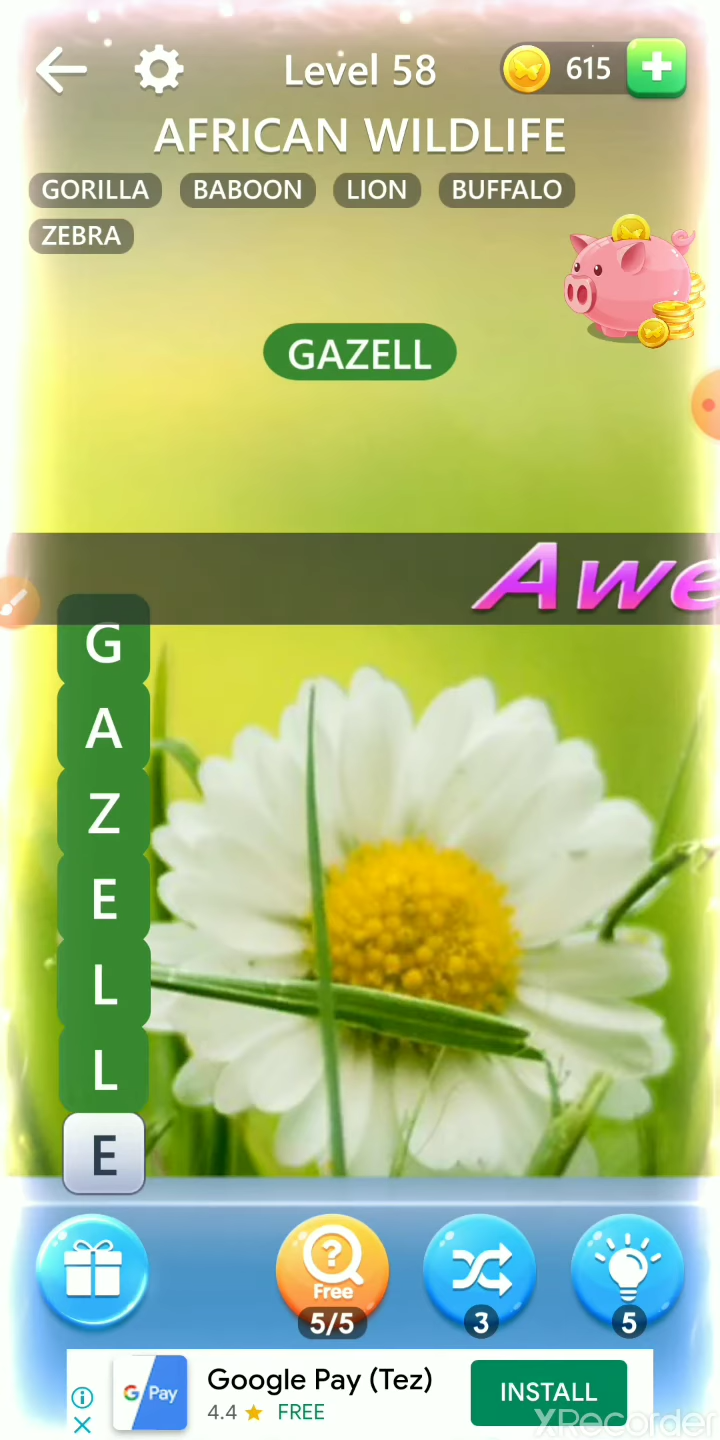 Level 58
615
AFRICAN WILDLIFE
GORILLA BABOON LION BUFFALO
ZEBRA
GAZELL
Awe
G
A
Z
E
L
L
E
?
Free
5/5
3
5
G Pay
Google Pay (Tez)
4.4 ★ FREE
INSTALL
XRecorder